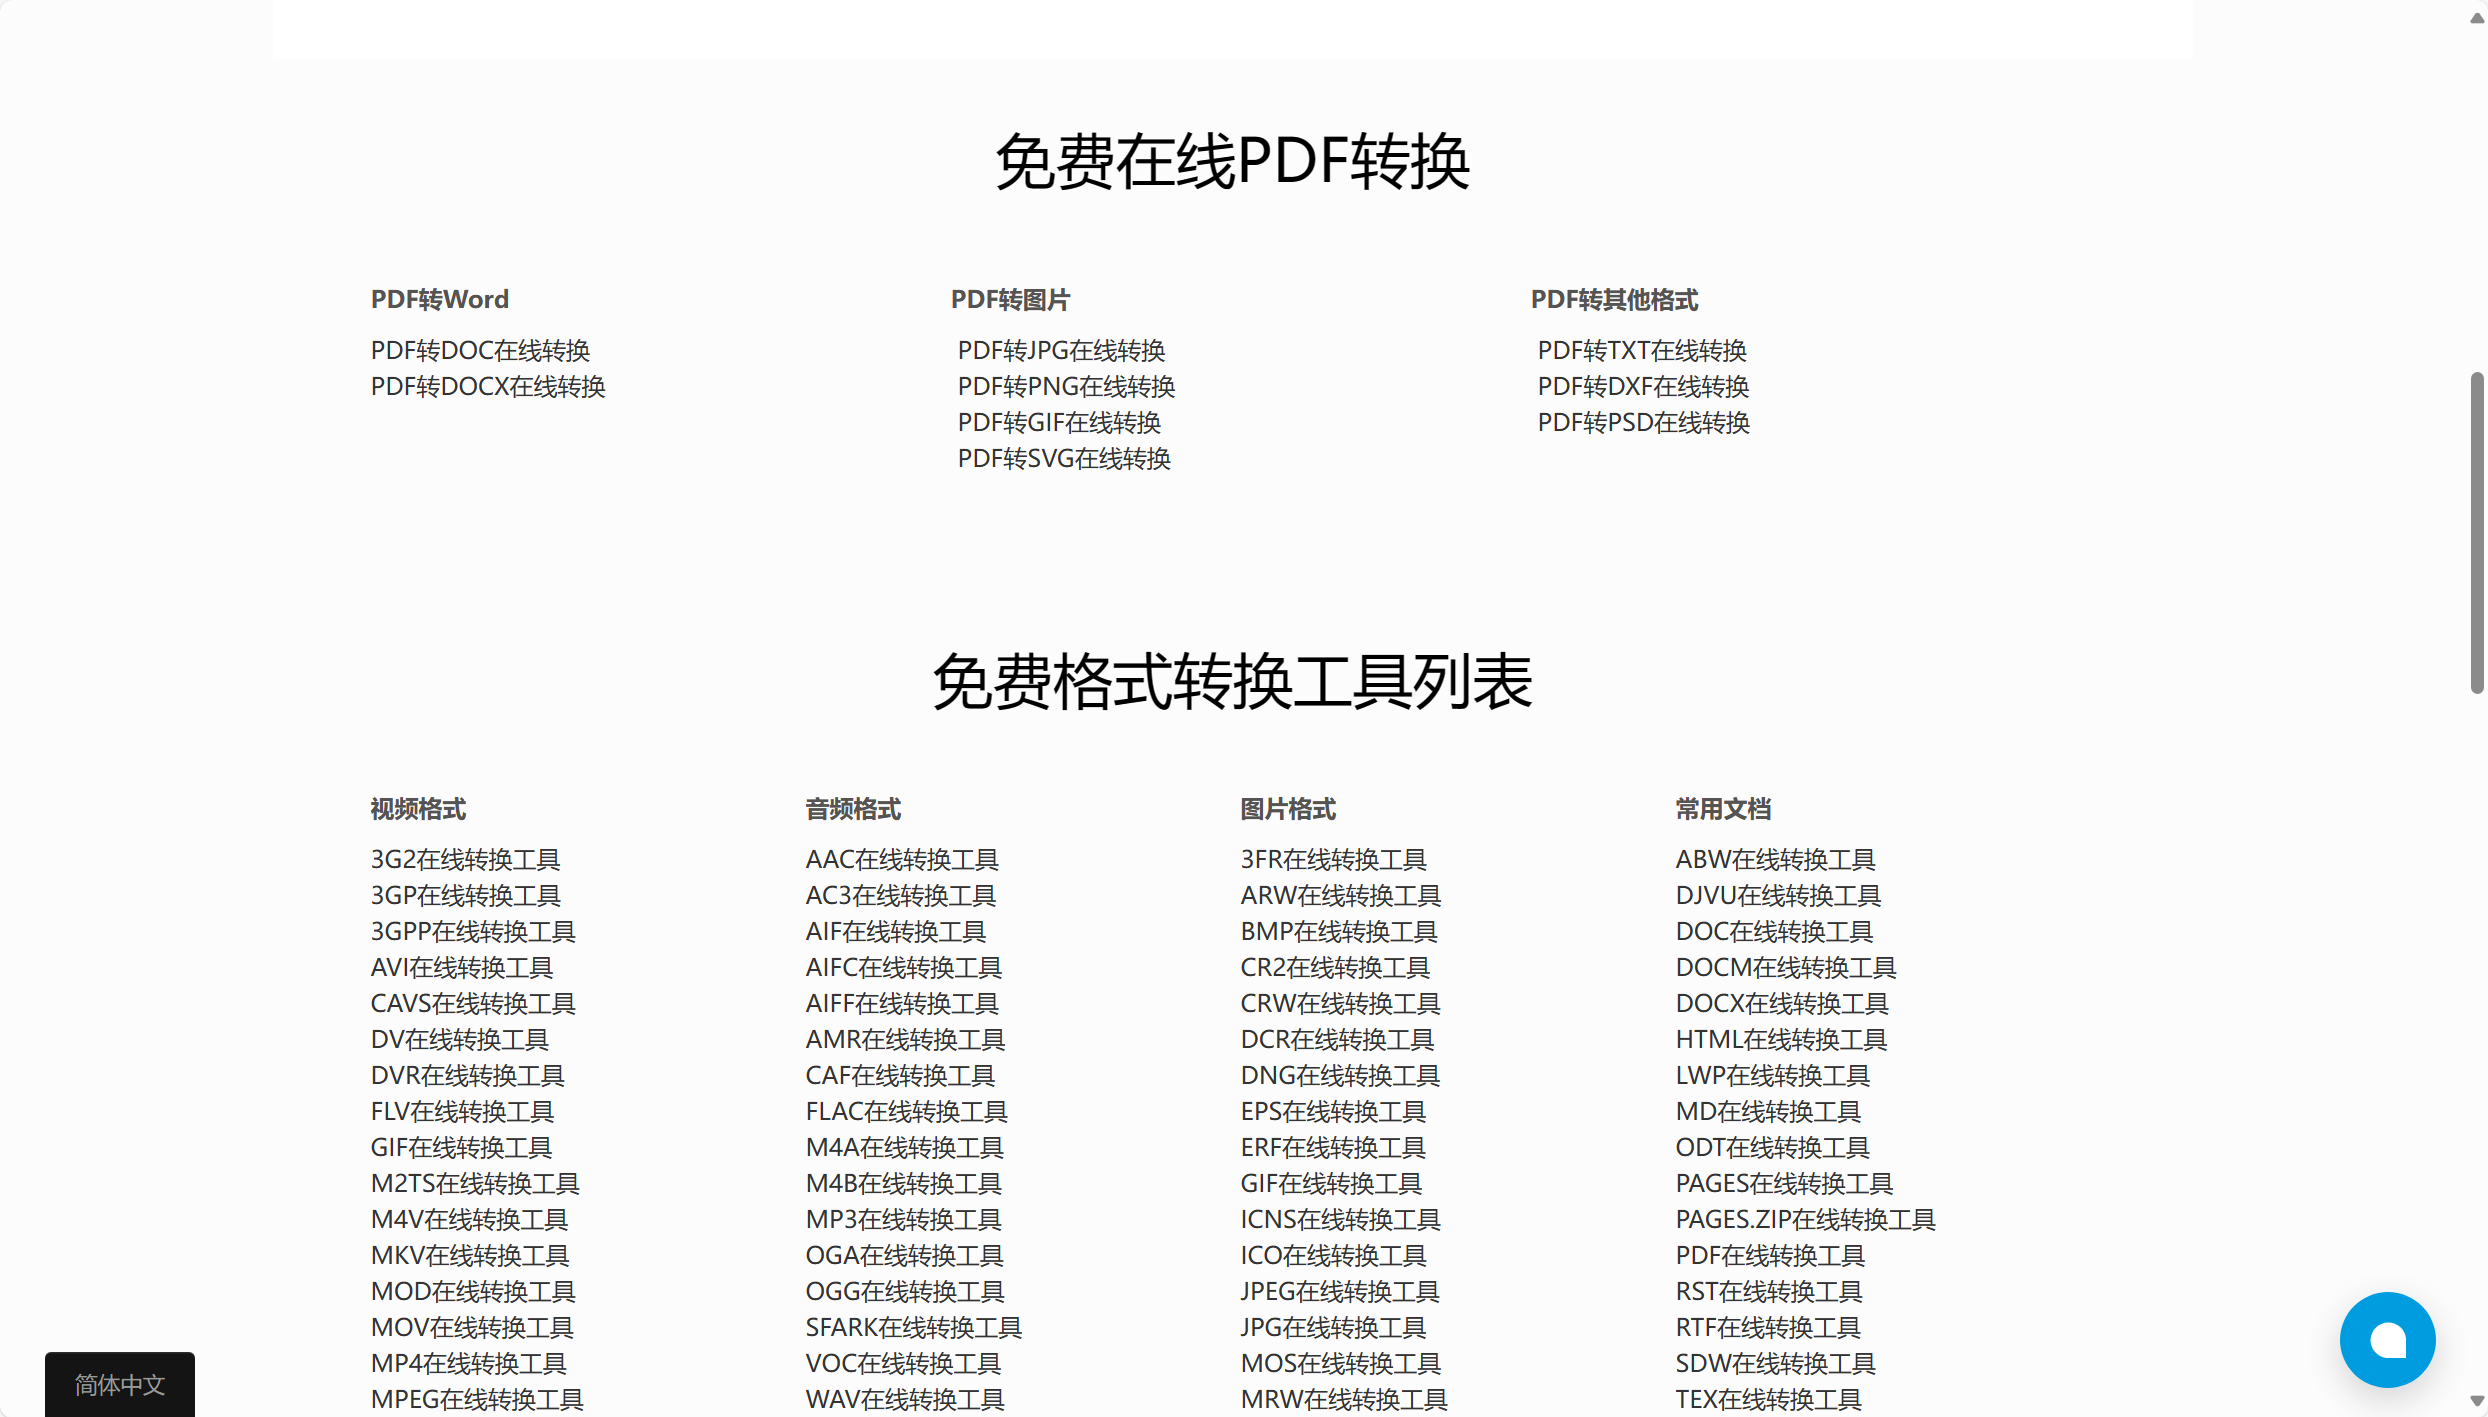 免费在线PDF转换
PDF转Word
PDF转DOC在线转换
PDF转DOCX在线转换
PDF转图片
PDF转JPG在线转换
PDF转PNG在线转换
PDF转GIF在线转换
PDF转SVG在线转换
PDF转其他格式
PDF转TXT在线转换
PDF转DXF在线转换
PDF转PSD在线转换
免费格式转换工具列表
视频格式
3G2在线转换工具
3GP在线转换工具
3GPP在线转换工具
AVI在线转换工具
CAVS在线转换工具
DV在线转换工具
DVR在线转换工具
FLV在线转换工具
GIF在线转换工具
M2TS在线转换工具
M4V在线转换工具
MKV在线转换工具
MOD在线转换工具
MOV在线转换工具
MP4在线转换工具
MPEG在线转换工具
音频格式
AAC在线转换工具
AC3在线转换工具
AIF在线转换工具
AIFC在线转换工具
AIFF在线转换工具
AMR在线转换工具
CAF在线转换工具
FLAC在线转换工具
M4A在线转换工具
M4B在线转换工具
MP3在线转换工具
OGA在线转换工具
OGG在线转换工具
SFARK在线转换工具
VOC在线转换工具
WAV在线转换工具
图片格式
3FR在线转换工具
ARW在线转换工具
BMP在线转换工具
CR2在线转换工具
CRW在线转换工具
DCR在线转换工具
DNG在线转换工具
EPS在线转换工具
ERF在线转换工具
GIF在线转换工具
ICNS在线转换工具
ICO在线转换工具
JPEG在线转换工具
JPG在线转换工具
MOS在线转换工具
MRW在线转换工具
常用文档
ABW在线转换工具
DJVU在线转换工具
DOC在线转换工具
DOCM在线转换工具
DOCX在线转换工具
HTML在线转换工具
LWP在线转换工具
MD在线转换工具
ODT在线转换工具
PAGES在线转换工具
PAGES.ZIP在线转换工具
PDF在线转换工具
RST在线转换工具
RTF在线转换工具
SDW在线转换工具
TEX在线转换工具
简体中文